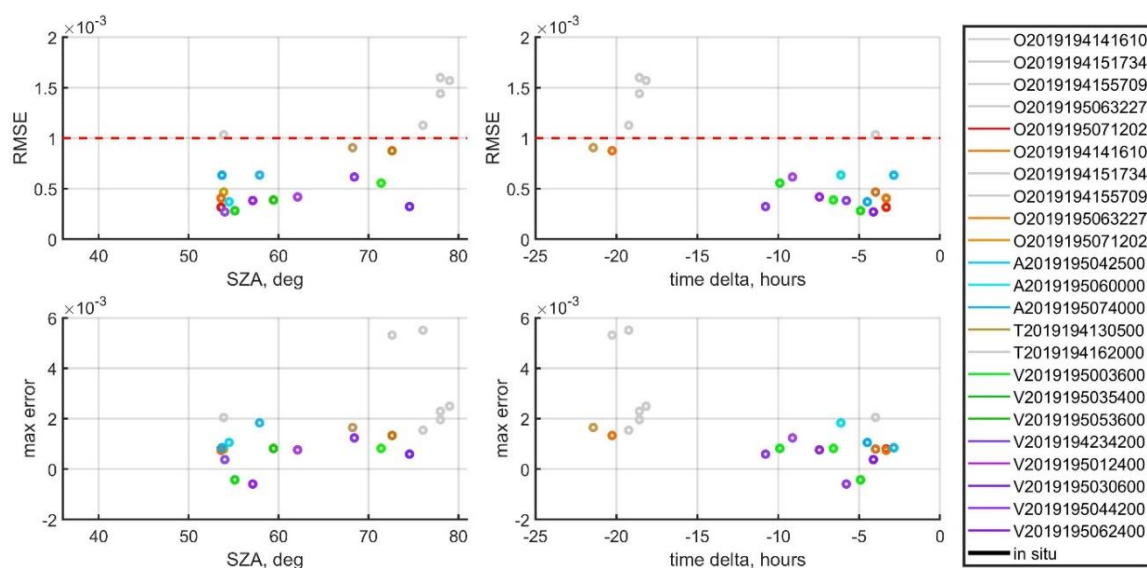 ×10-3
2
1.5
1
0.5
0
RMSE
40 50 60 70 80
SZA, deg
×10-3
2
1.5
1
0.5
0
RMSE
-25 -20 -15 -10 -5 0
time delta, hours
×10-3
6
4
2
0
-2
max error
40 50 60 70 80
SZA, deg
×10-3
6
4
2
0
-2
max error
-25 -20 -15 -10 -5 0
time delta, hours
O2019194141610
O2019194151734
O2019194155709
O2019195063227
O2019195071202
O2019194141610
O2019194151734
O2019194155709
O2019195063227
O2019195071202
A2019195042500
A2019195060000
A2019195074000
T2019194130500
T2019194162000
V2019195003600
V2019195035400
V2019195053600
V2019194234200
V2019195012400
V2019195030600
V2019195044200
V2019195062400
in situ